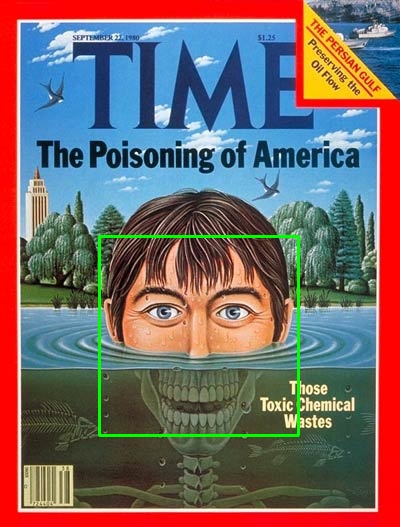 SEPTEMBER 22, 1980
$1.25
TIME
THE PERSIAN GULF
Preserving the
Oil Flow
The Poisoning of America
Those
Toxic Chemical
Wastes